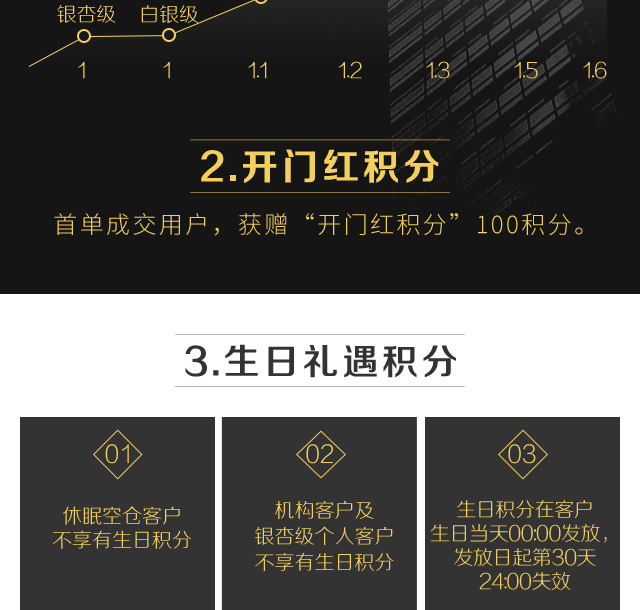 银杏级 白银级
1 1 1.1 1.2 1.3 1.5 1.6
2.开门红积分
首单成交用户，获赠“开门红积分”100积分。
3.生日礼遇积分
01
休眠空仓客户
不享有生日积分
02
机构客户及
银杏级个人客户
不享有生日积分
03
生日积分在客户
生日当天00:00发放，
发放日起第30天
24:00失效